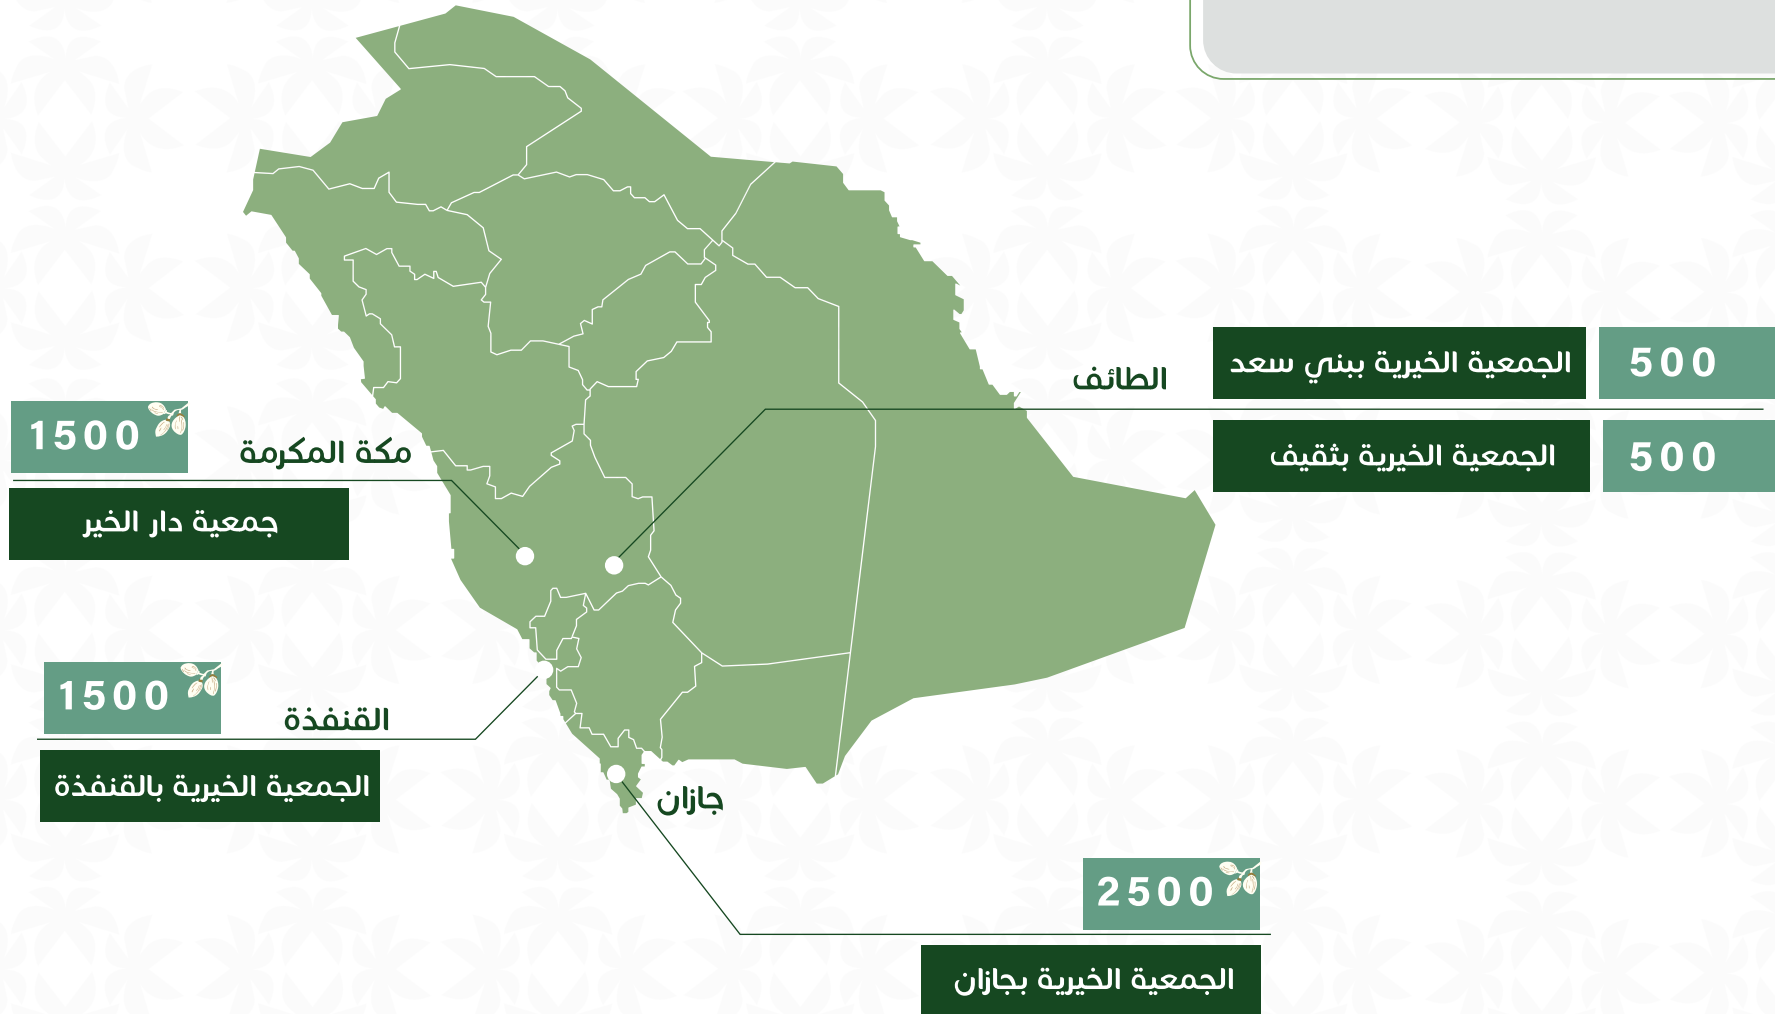 الطائف
الجمعية الخيرية ببني سعد
500
الجمعية الخيرية بثقيف
500
مكة المكرمة
1500
جمعية دار الخير
القنفذة
1500
الجمعية الخيرية بالقنفذة
جازان
2500
الجمعية الخيرية بجازان